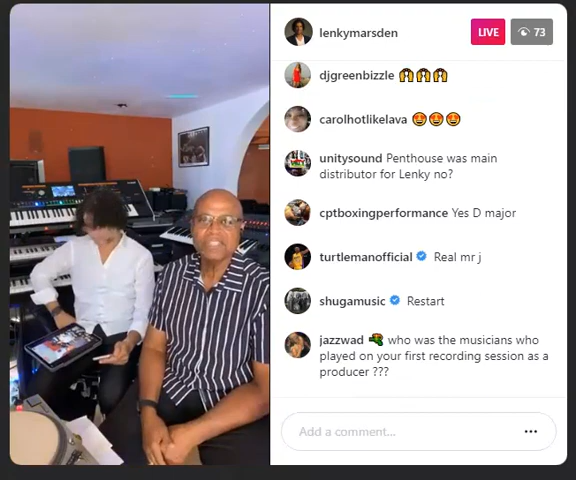 lenkymarsden
LIVE
73
djgreenbizzle 🙌🙌🙌
carolhotlikelava 🤩🤩🤩
unitysound Penthouse was main
distributor for Lenky no?
cptboxingperformance Yes D major
turtlemanofficial Real mr j
shugamusic Restart
jazzwad 🔫 who was the musicians who
played on your first recording session as a
producer ???
Add a comment...